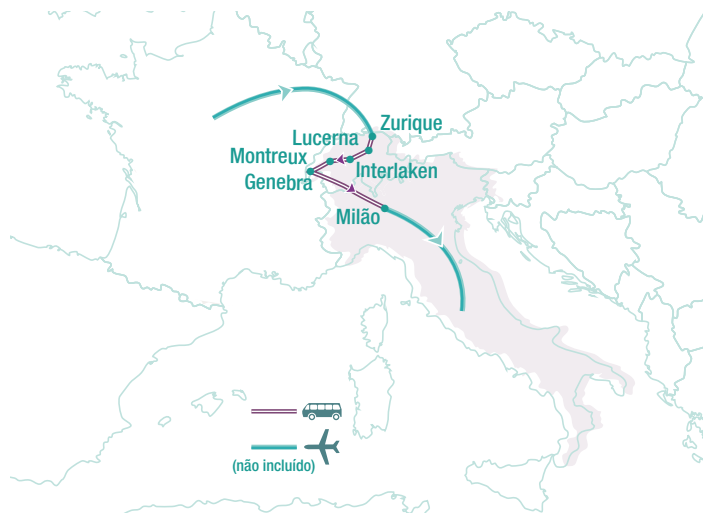 Zurique
Lucerna
Montreux
Interlaken
Genebra
Milão
(não incluído)